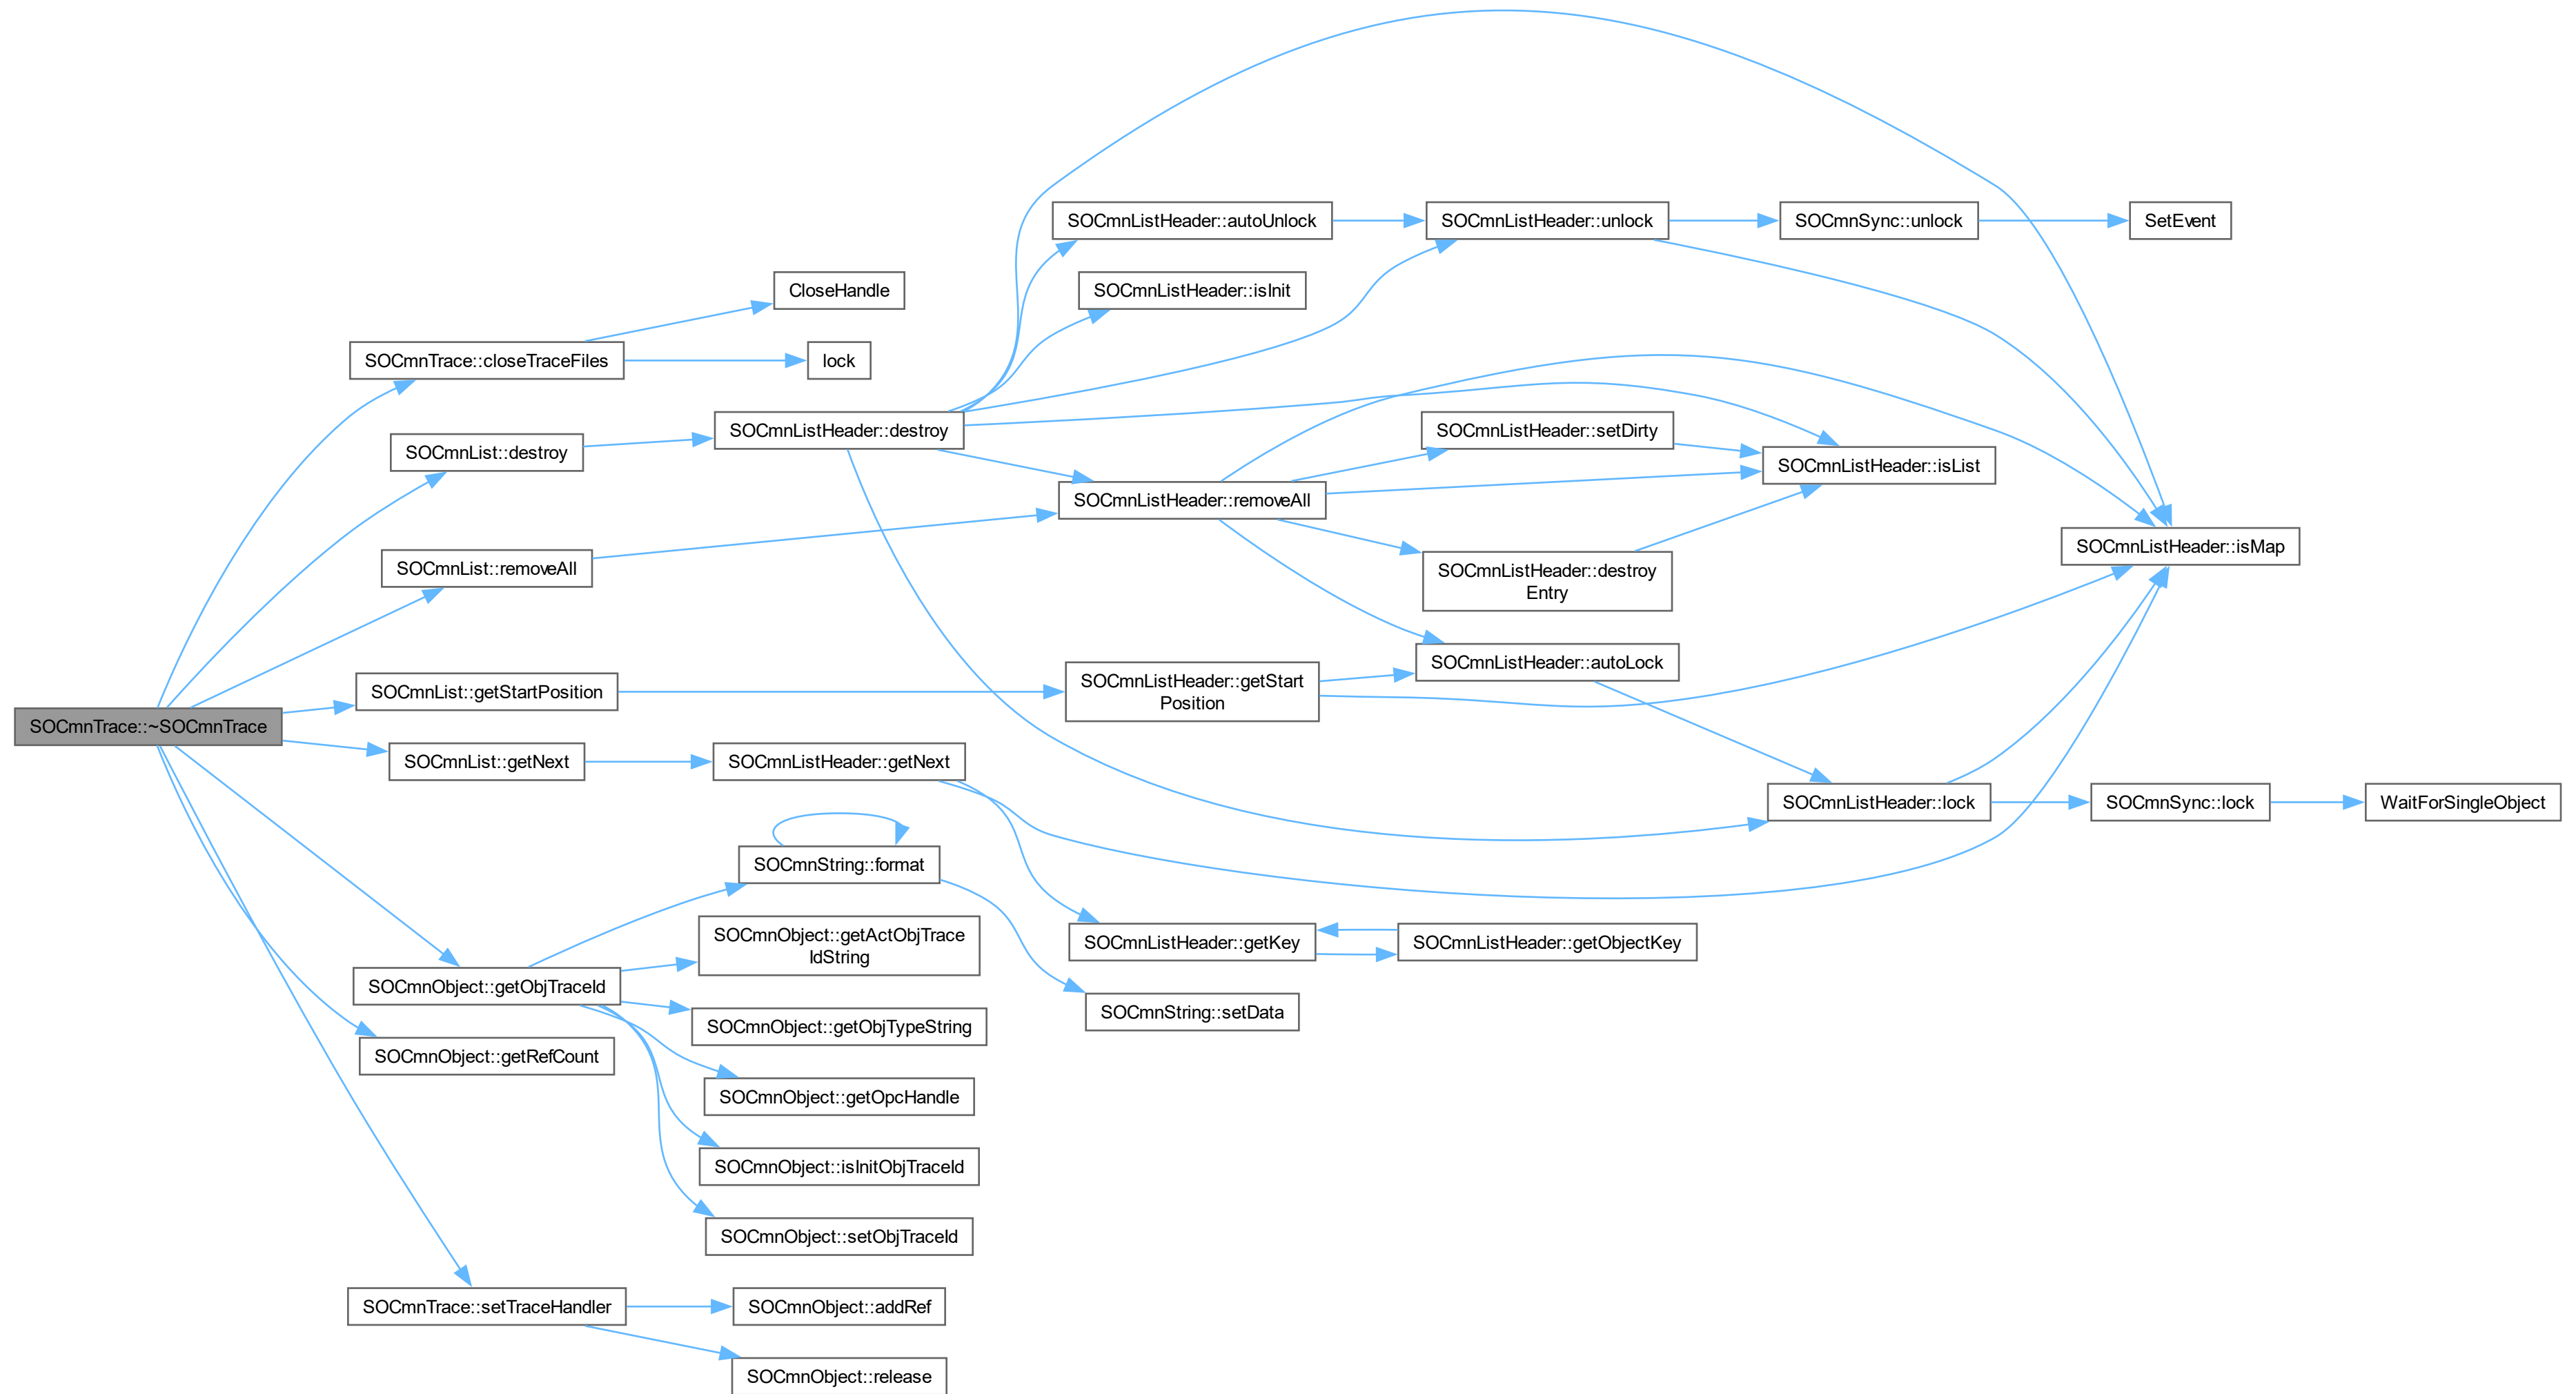 SOCmnTrace::~SOCmnTrace
SOCmnTrace::closeTraceFiles
CloseHandle
lock
SOCmnList::destroy
SOCmnListHeader::destroy
SOCmnListHeader::autoUnlock
SOCmnListHeader::unlock
SOCmnSync::unlock
SetEvent
SOCmnListHeader::isInit
SOCmnListHeader::setDirty
SOCmnListHeader::isList
SOCmnListHeader::isMap
SOCmnList::removeAll
SOCmnListHeader::removeAll
SOCmnListHeader::destroy
Entry
SOCmnListHeader::autoLock
SOCmnList::getStartPosition
SOCmnListHeader::getStart
Position
SOCmnList::getNext
SOCmnListHeader::getNext
SOCmnListHeader::lock
SOCmnSync::lock
WaitForSingleObject
SOCmnString::format
SOCmnListHeader::getKey
SOCmnListHeader::getObjectKey
SOCmnObject::getObjTraceId
SOCmnObject::getActObjTrace
IdString
SOCmnString::setData
SOCmnObject::getObjTypeString
SOCmnObject::getRefCount
SOCmnObject::getOpcHandle
SOCmnObject::isInitObjTraceId
SOCmnObject::setObjTraceId
SOCmnTrace::setTraceHandler
SOCmnObject::addRef
SOCmnObject::release